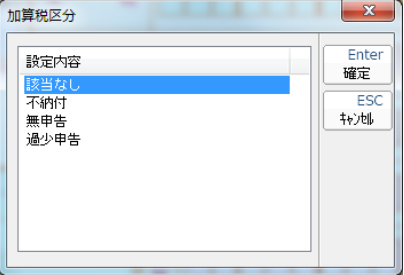 加算税区分
設定内容
該当なし
不納付
無申告
過少申告
Enter
確定
ESC
ｷｬﾝｾﾙ